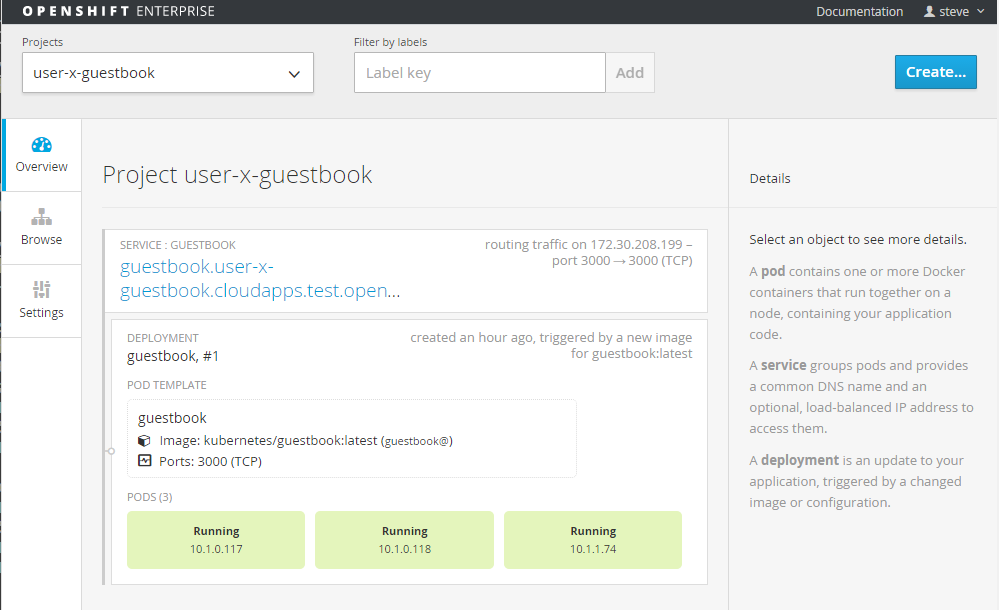 OPENSHIFT ENTERPRISE
Documentation
steve
Projects
user-x-guestbook
Filter by labels
Label key
Add
Create...
Overview
Browse
Settings
Project user-x-guestbook
SERVICE : GUESTBOOK
guestbook.user-x-
guestbook.cloudapps.test.open...
routing traffic on 172.30.208.199 –
port 3000 → 3000 (TCP)
DEPLOYMENT
guestbook, #1
created an hour ago, triggered by a new image
for guestbook:latest
POD TEMPLATE
guestbook
Image: kubernetes/guestbook:latest (guestbook@)
Ports: 3000 (TCP)
PODS (3)
Running
10.1.0.117
Running
10.1.0.118
Running
10.1.1.74
Details
Select an object to see more details.
A pod contains one or more Docker
containers that run together on a
node, containing your application
code.
A service groups pods and provides
a common DNS name and an
optional, load-balanced IP address to
access them.
A deployment is an update to your
application, triggered by a changed
image or configuration.